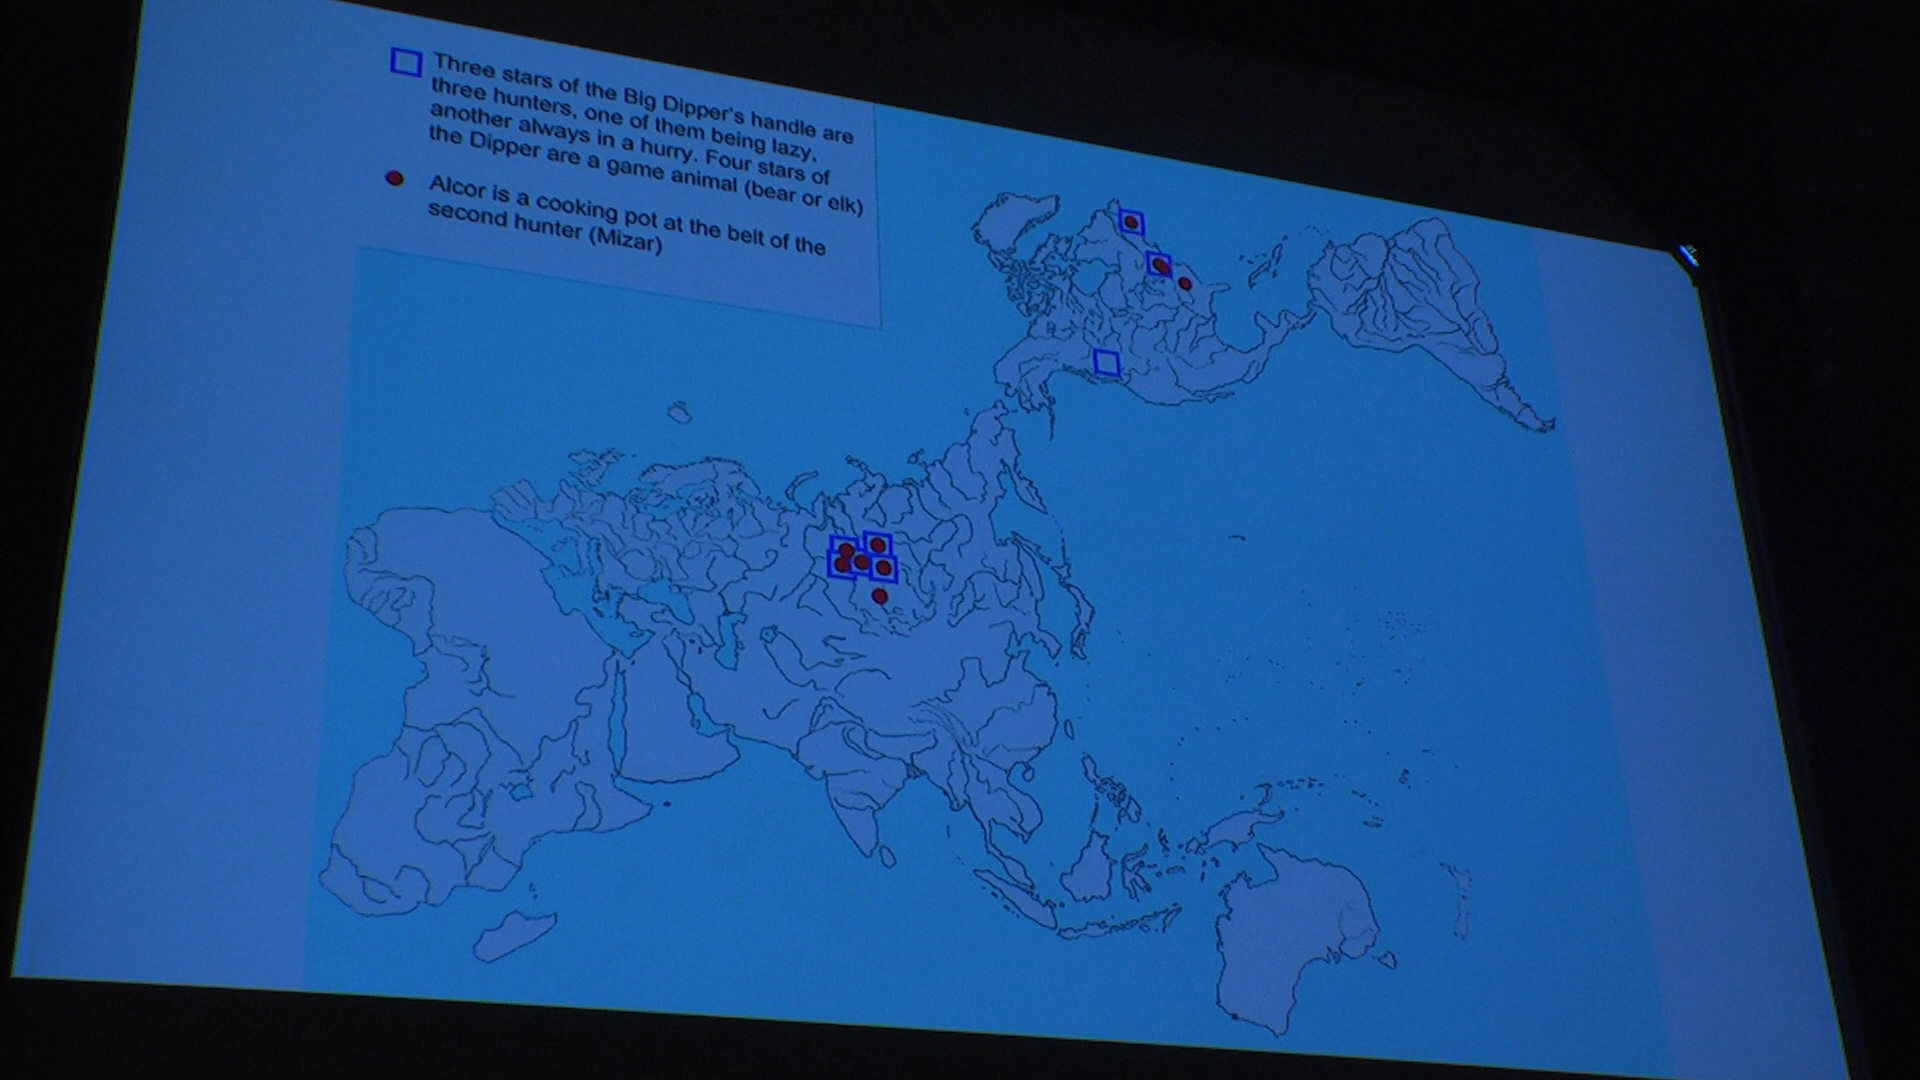 Three stars of the Big Dipper's handle are
three hunters, one of them being lazy,
another always in a hurry. Four stars of
the Dipper are a game animal (bear or elk)
Alcor is a cooking pot at the belt of the
second hunter (Mizar)